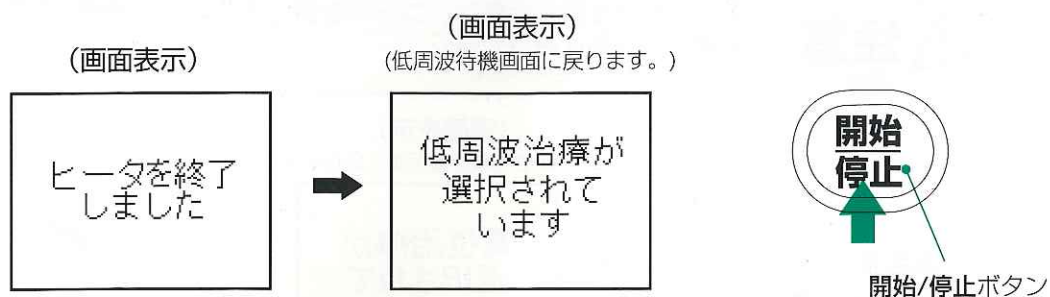 (画面表示)
ヒータを終了
しました
(画面表示)
(低周波待機画面に戻ります。)
低周波治療が
選択されて
います
開始
停止
開始/停止ボタン